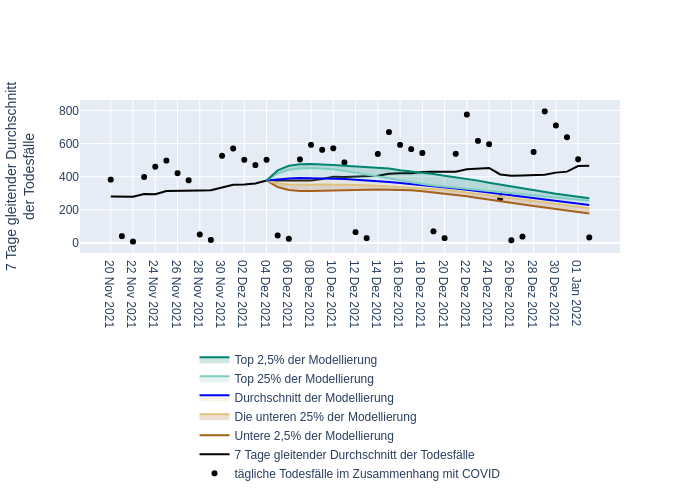 7 Tage gleitender Durchschnitt
der Todesfälle
800
600
400
200
0
20 Nov 2021
22 Nov 2021
24 Nov 2021
26 Nov 2021
28 Nov 2021
30 Nov 2021
02 Dez 2021
04 Dez 2021
06 Dez 2021
08 Dez 2021
10 Dez 2021
12 Dez 2021
14 Dez 2021
16 Dez 2021
18 Dez 2021
20 Dez 2021
22 Dez 2021
24 Dez 2021
26 Dez 2021
28 Dez 2021
30 Dez 2021
01 Jan 2022
Top 2,5% der Modellierung
Top 25% der Modellierung
Durchschnitt der Modellierung
Die unteren 25% der Modellierung
Untere 2,5% der Modellierung
7 Tage gleitender Durchschnitt der Todesfälle
tägliche Todesfälle im Zusammenhang mit COVID